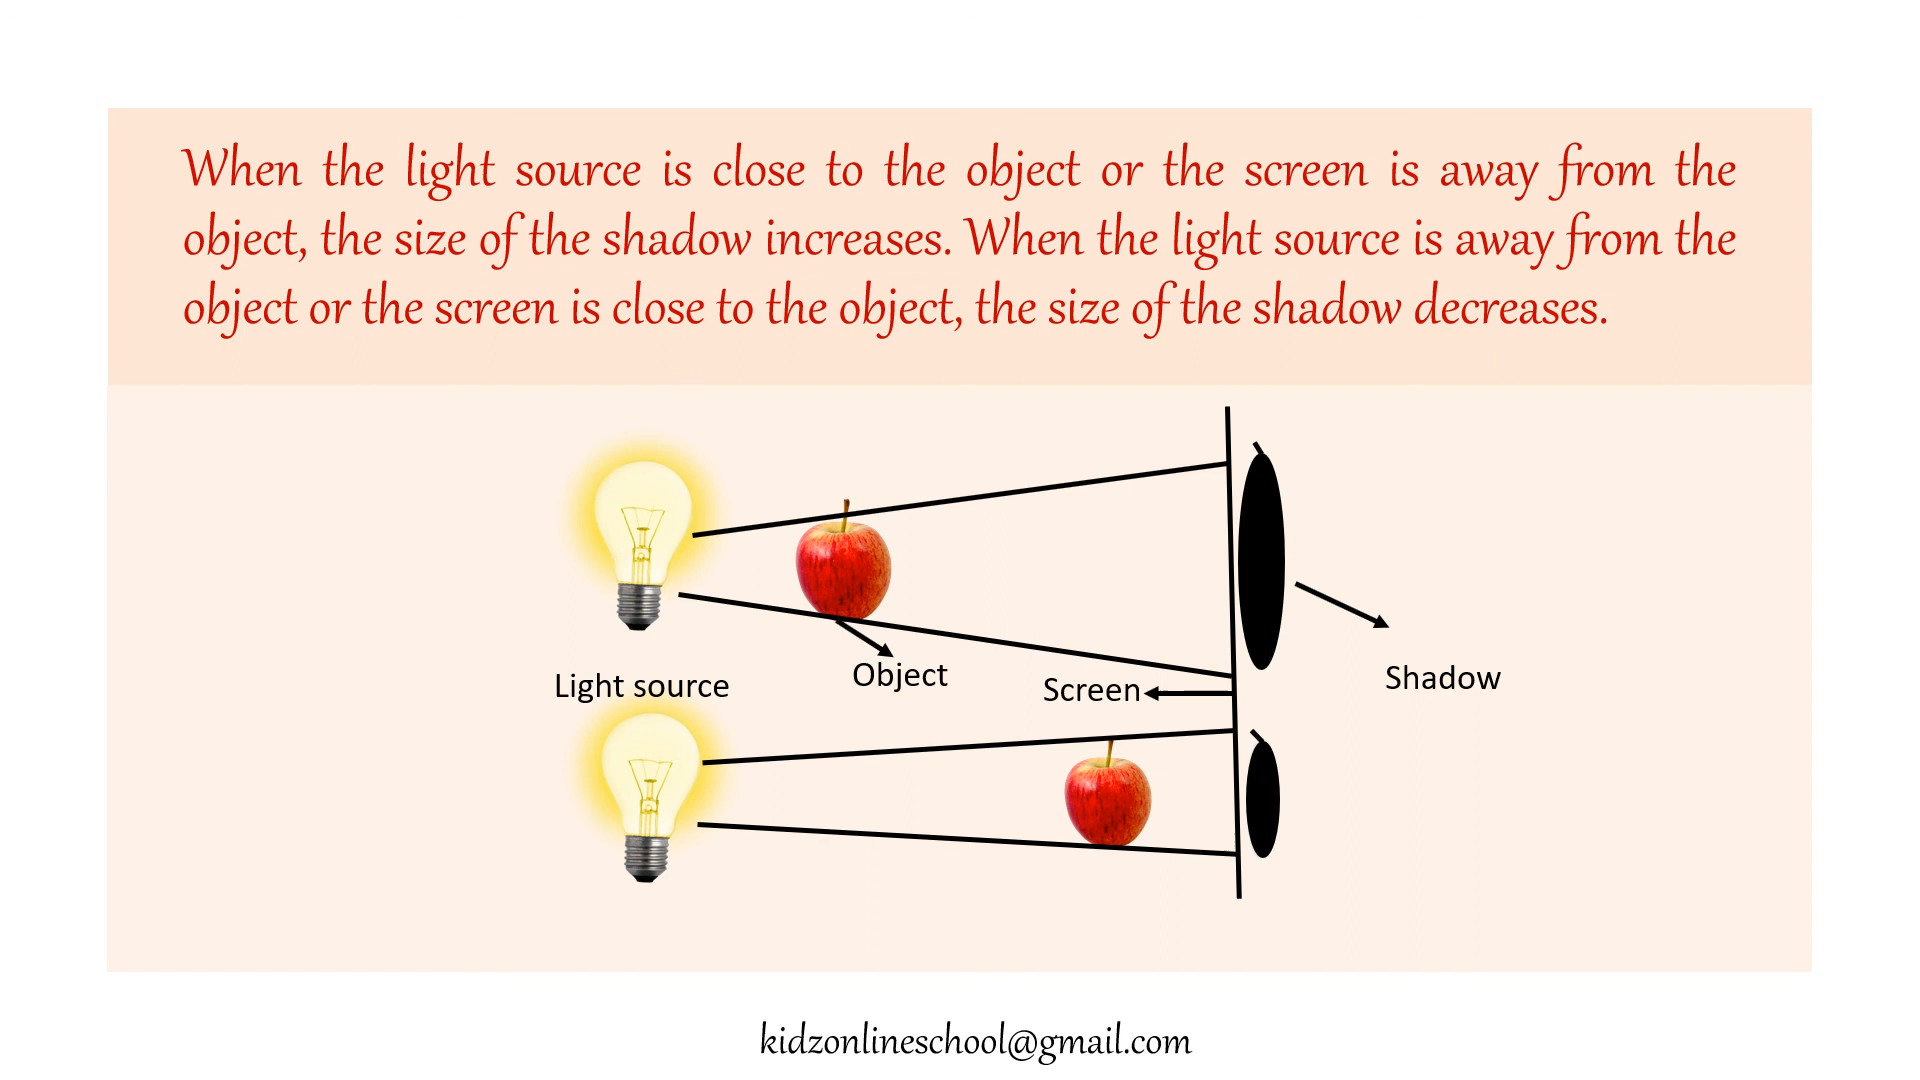 When the light source is close to the object or the screen is away from the
object, the size of the shadow increases. When the light source is away from the
object or the screen is close to the object, the size of the shadow decreases.
Light source
Object
Screen
Shadow
kidzonlineschool@gmail.com